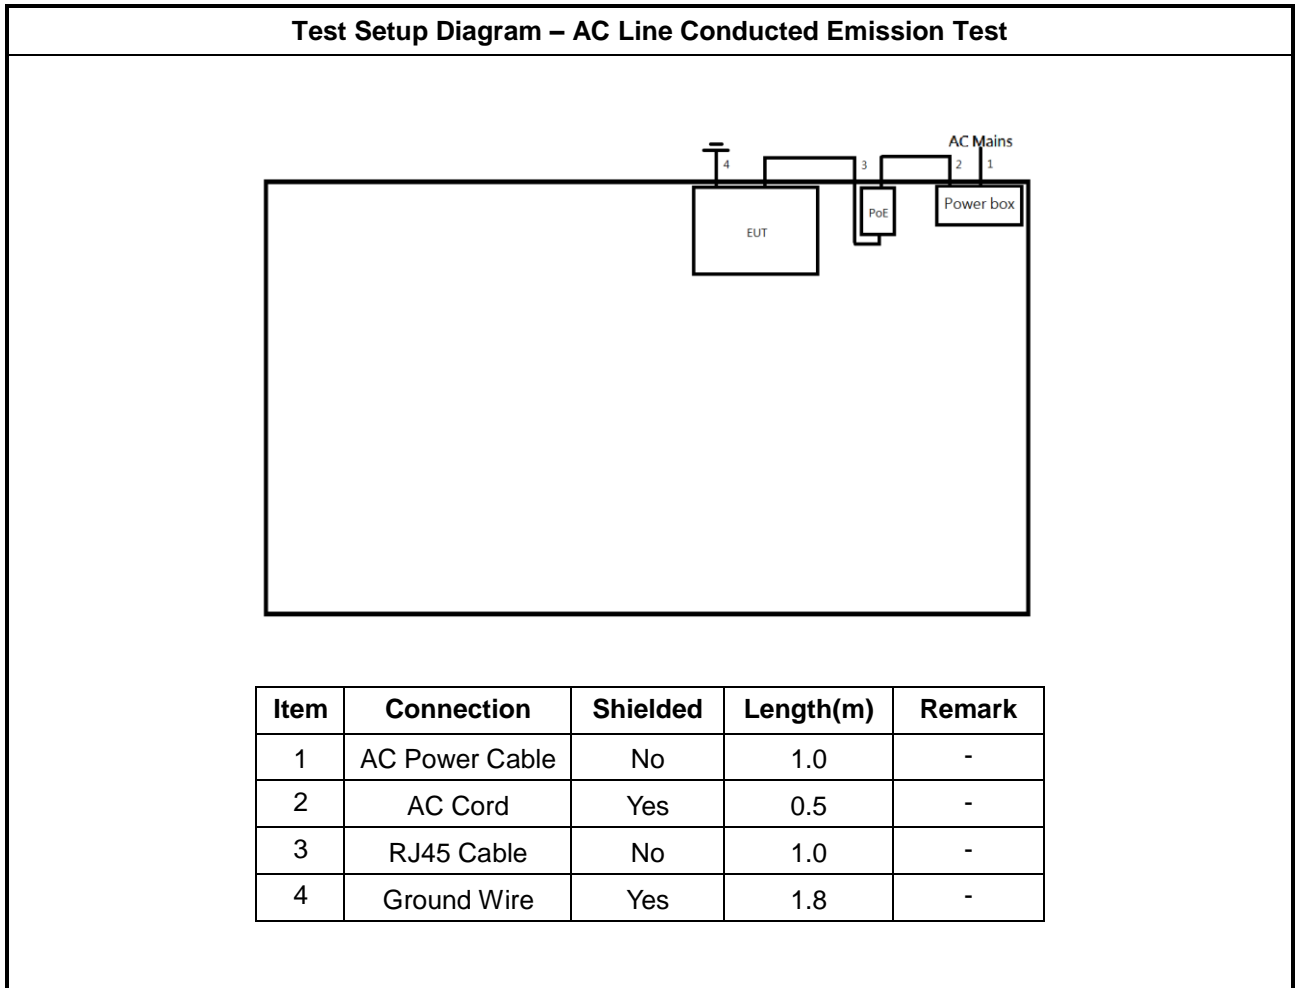 Test Setup Diagram – AC Line Conducted Emission Test
AC Mains
4
3
2
1
PoE
Power box
EUT
Item Connection Shielded Length(m) Remark
1 AC Power Cable No 1.0 -
2 AC Cord Yes 0.5 -
3 RJ45 Cable No 1.0 -
4 Ground Wire Yes 1.8 -